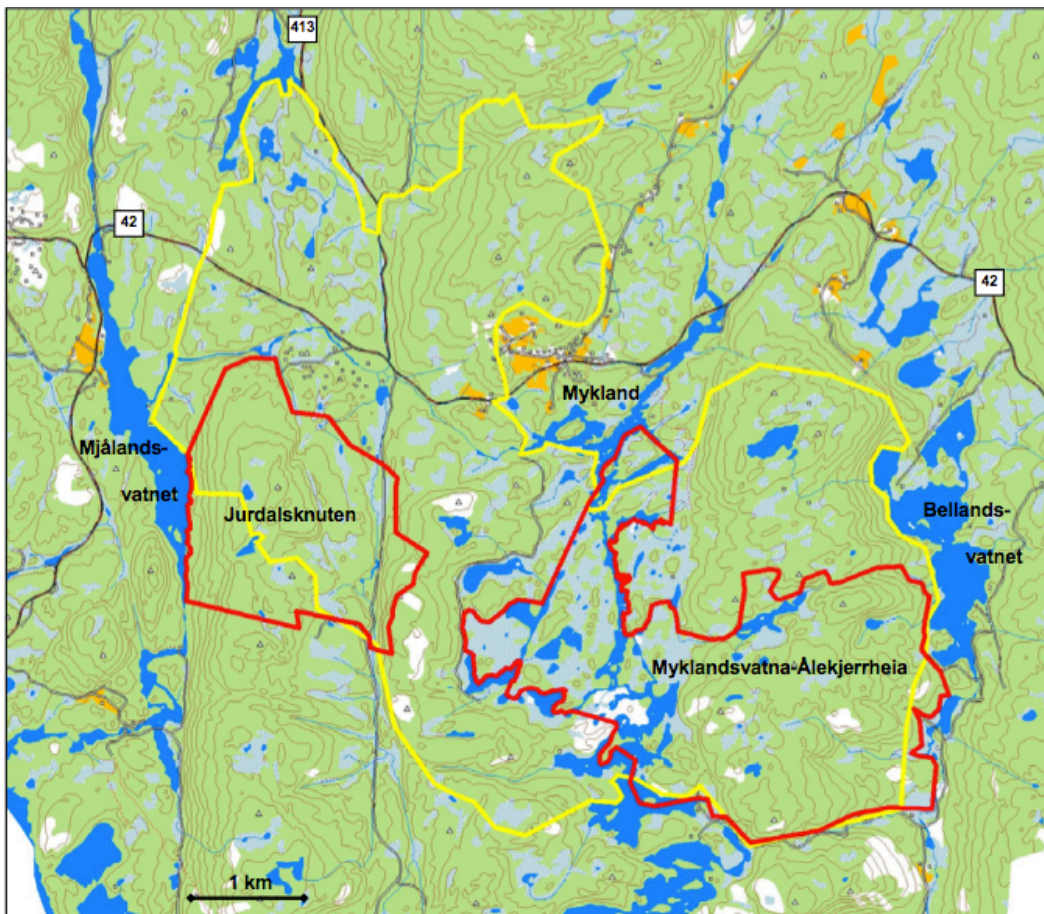 413
42
42
Mykland
Mjålands-
vatnet
Jurdalsknuten
Bellands-
vatnet
Myklandsvatna-Ålekjerrheia
1 km